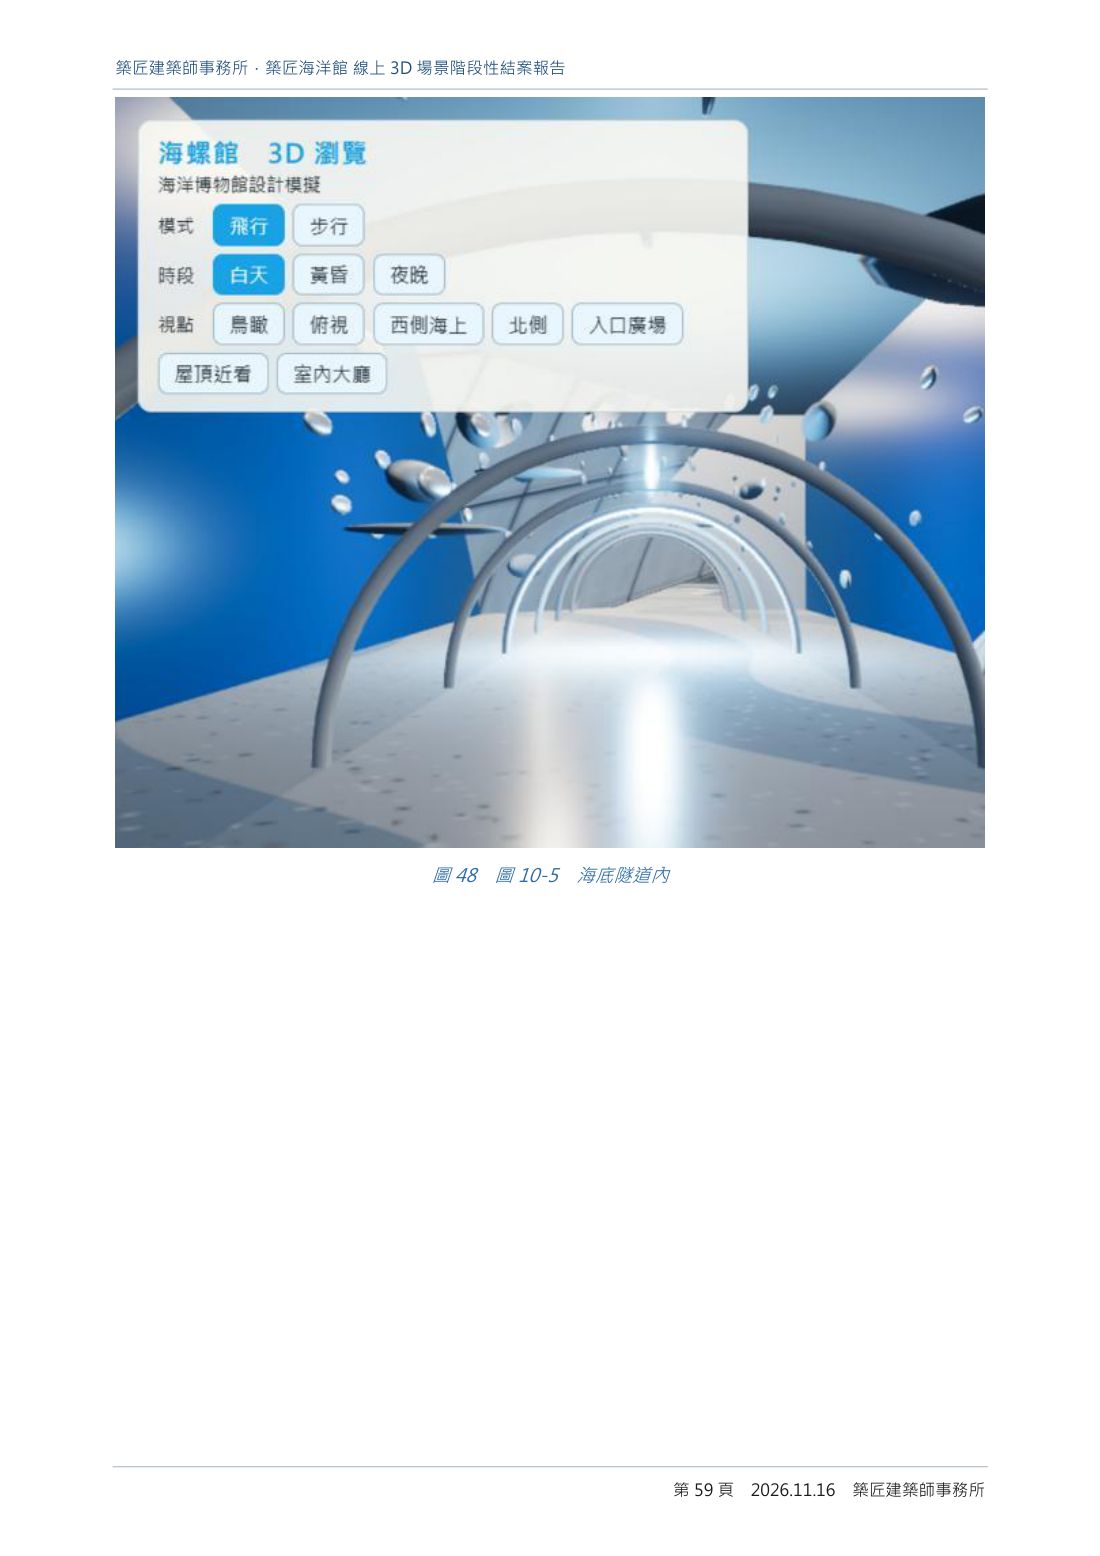 築匠建築師事務所．築匠海洋館 線上 3D 場景階段性結案報告
海螺館　3D 瀏覽
海洋博物館設計模擬
模式 飛行 步行
時段 白天 黃昏 夜晚
視點 鳥瞰 俯視 西側海上 北側 入口廣場
屋頂近看 室內大廳
圖 48　圖 10-5　海底隧道內
第 59 頁　2026.11.16　築匠建築師事務所